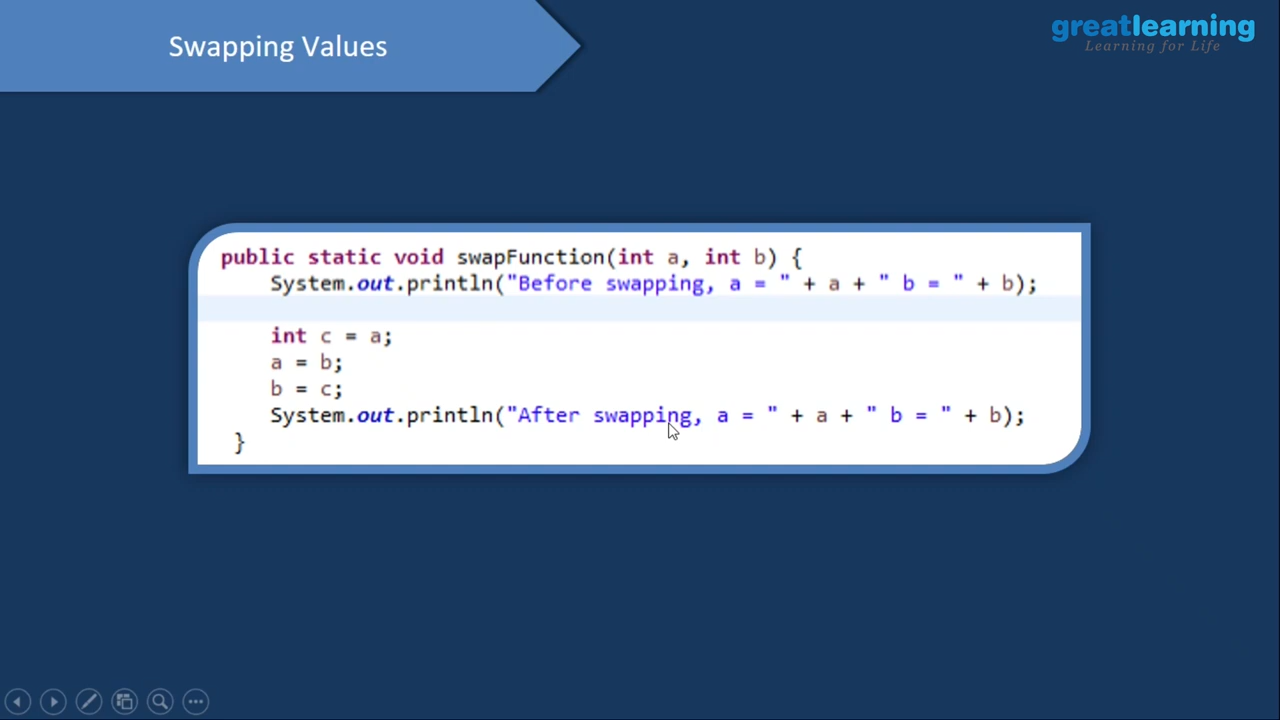 Swapping Values
greatlearning
Learning for Life
public static void swapFunction(int a, int b) {
System.out.println("Before swapping, a = " + a + " b = " + b);
int c = a;
a = b;
b = c;
System.out.println("After swapping, a = " + a + " b = " + b);
}